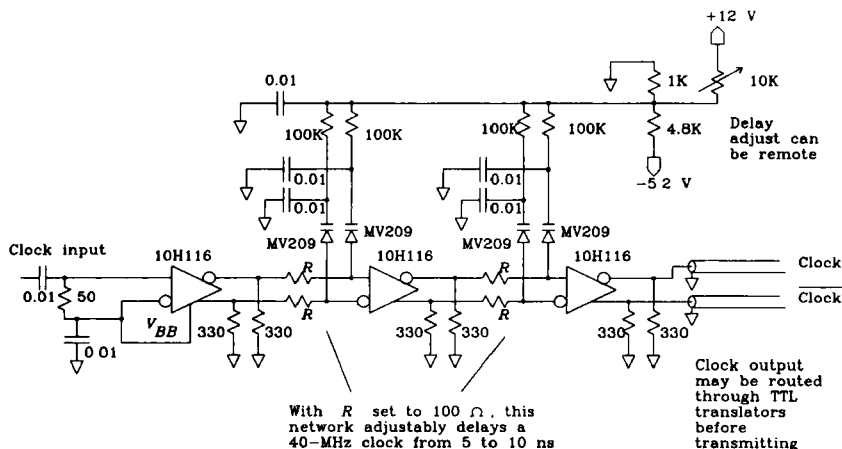 +12 V
0.01
1K
10K
100K
100K
100K
100K
4.8K
Delay
adjust can
be remote
0.01
0.01
0.01
0.01
-5 2 V
MV209
MV209
MV209
MV209
Clock input
10H116
10H116
10H116
R
R
Clock
0.01
50
R
R
Clock
V_BB
330
330
330
330
330
330
0 01
With R set to 100 Ω, this
network adjustably delays a
40-MHz clock from 5 to 10 ns
Clock output
may be routed
through TTL
translators
before
transmitting